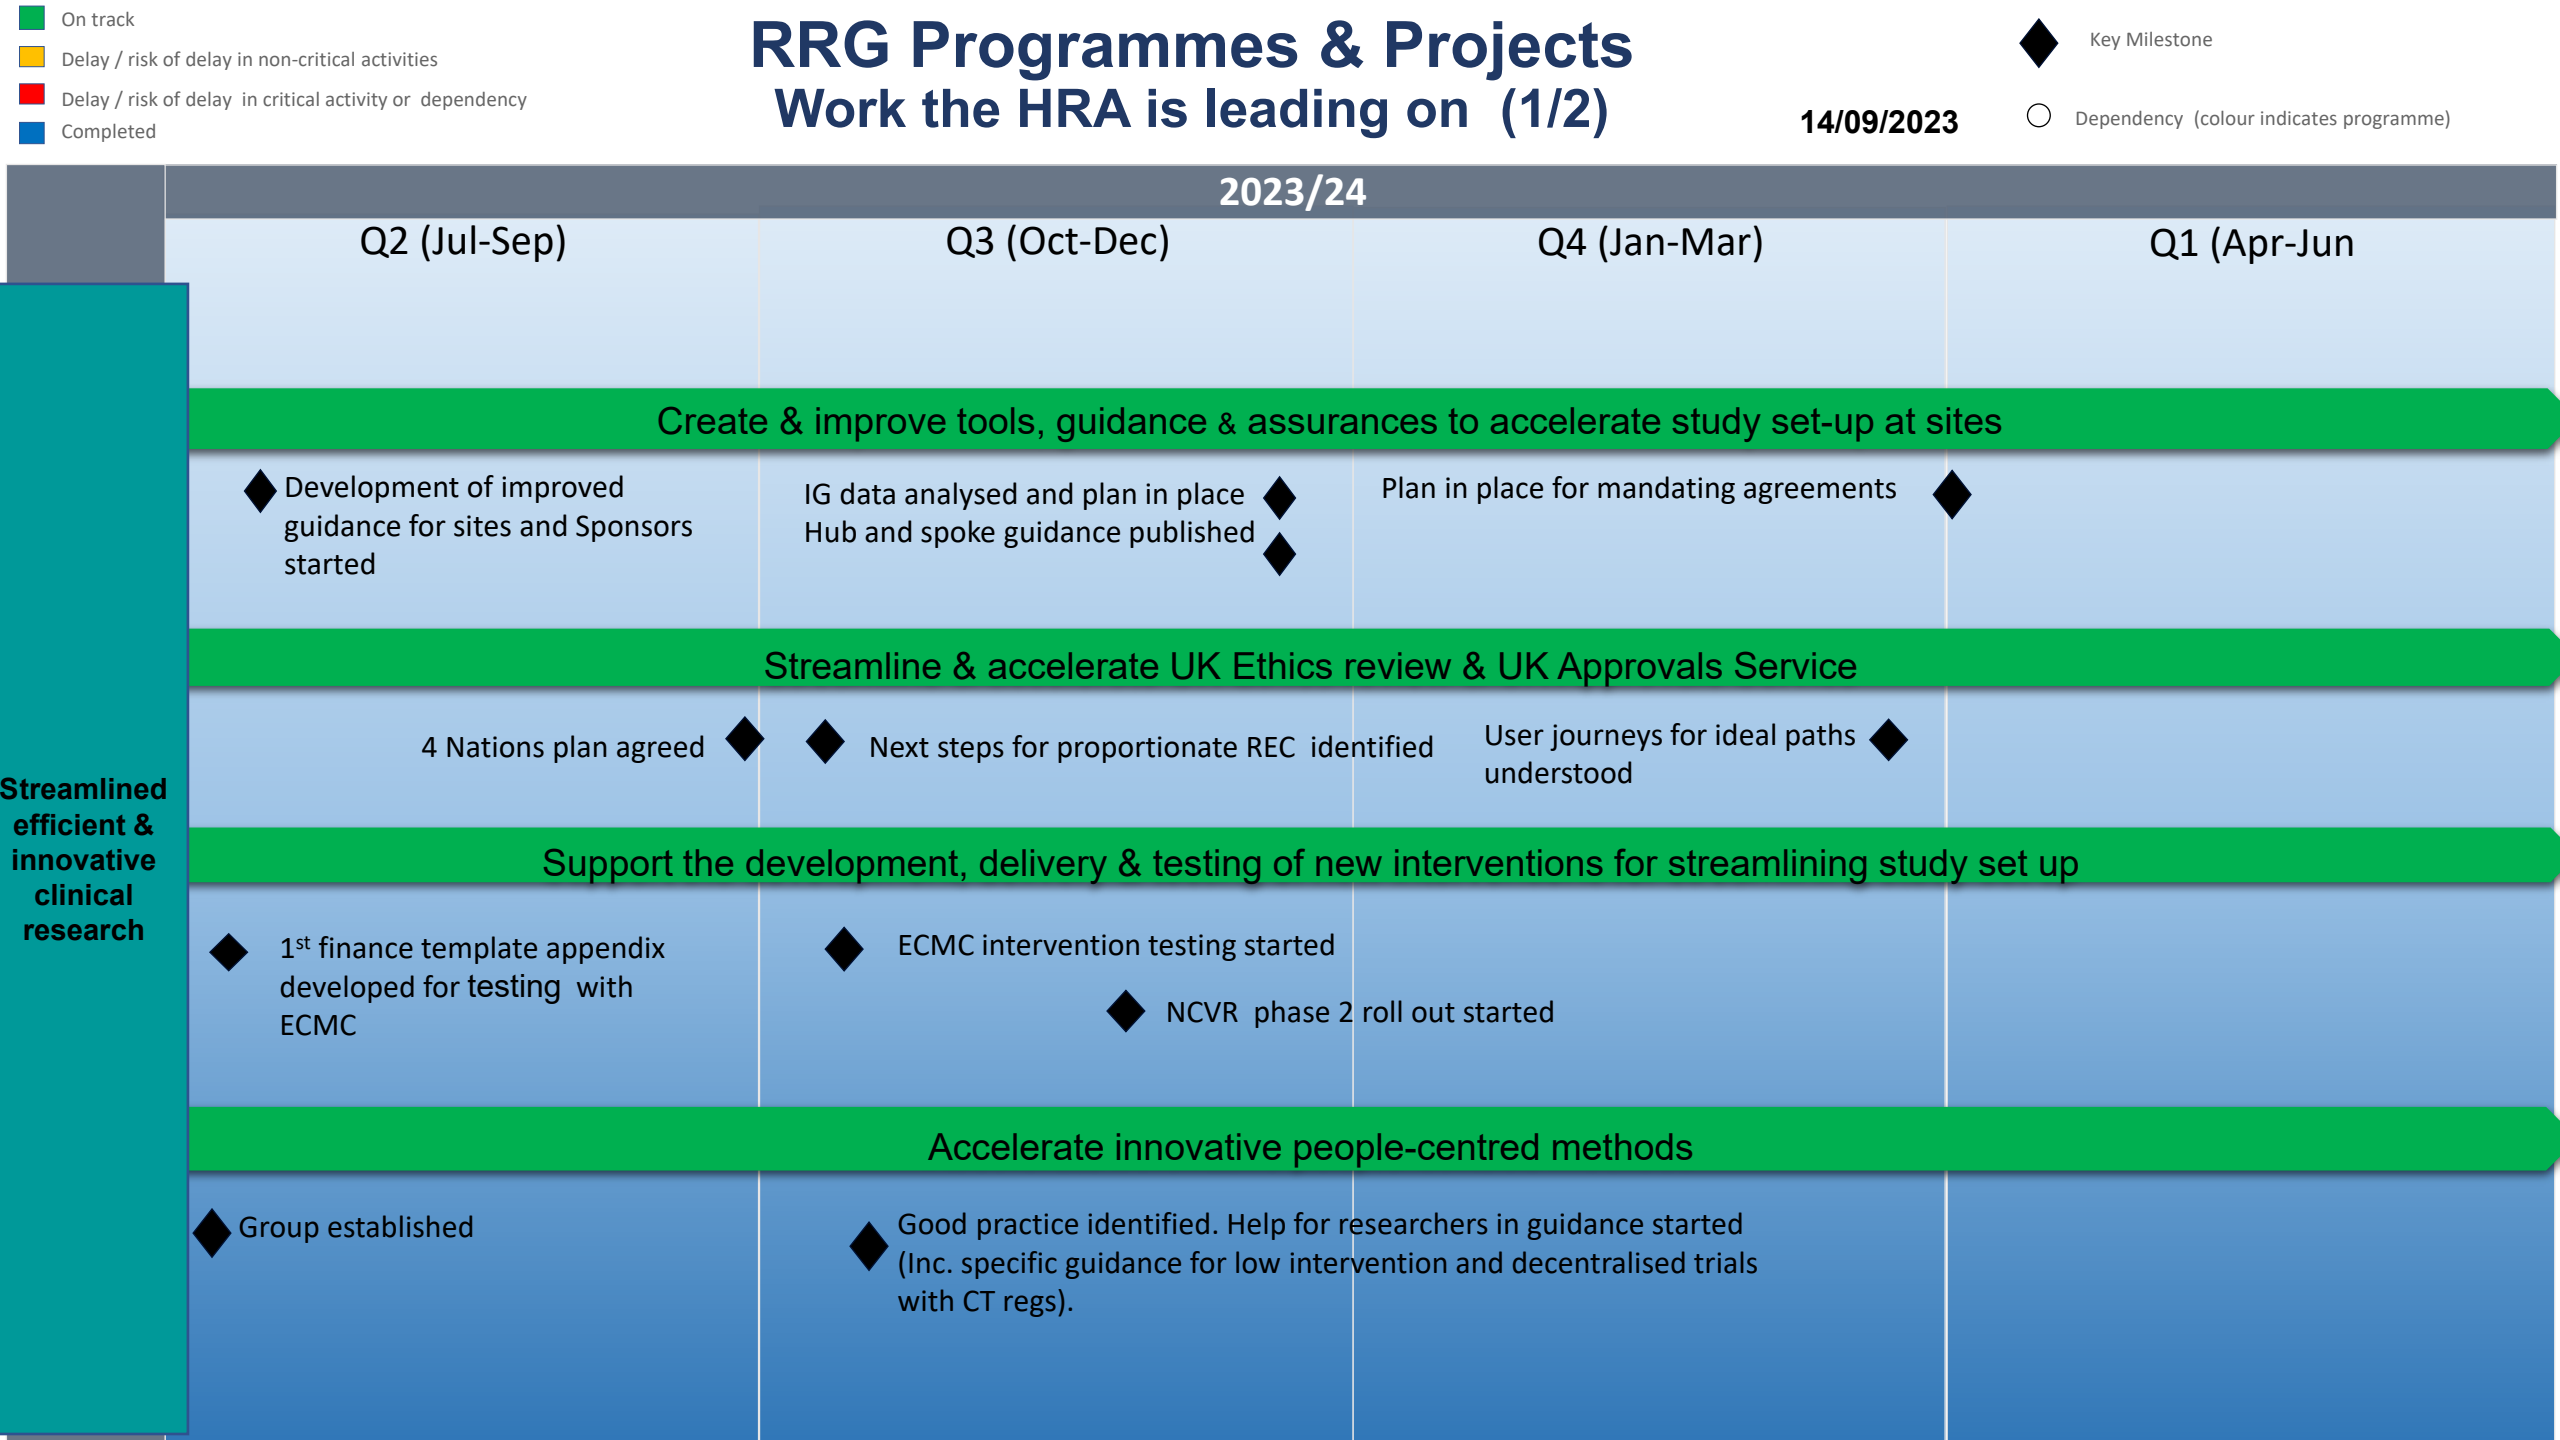 On track
Delay / risk of delay in non-critical activities
Delay / risk of delay in critical activity or dependency
Completed
RRG Programmes & Projects
Work the HRA is leading on (1/2)
14/09/2023
Key Milestone
Dependency (colour indicates programme)
2023/24
Q2 (Jul-Sep)
Q3 (Oct-Dec)
Q4 (Jan-Mar)
Q1 (Apr-Jun
Streamlined
efficient &
innovative
clinical
research
Create & improve tools, guidance & assurances to accelerate study set-up at sites
Development of improved
guidance for sites and Sponsors
started
IG data analysed and plan in place
Hub and spoke guidance published
Plan in place for mandating agreements
Streamline & accelerate UK Ethics review & UK Approvals Service
4 Nations plan agreed
Next steps for proportionate REC identified
User journeys for ideal paths
understood
Support the development, delivery & testing of new interventions for streamlining study set up
1st finance template appendix
developed for testing with
ECMC
ECMC intervention testing started
NCVR phase 2 roll out started
Accelerate innovative people-centred methods
Group established
Good practice identified. Help for researchers in guidance started
(Inc. specific guidance for low intervention and decentralised trials
with CT regs).